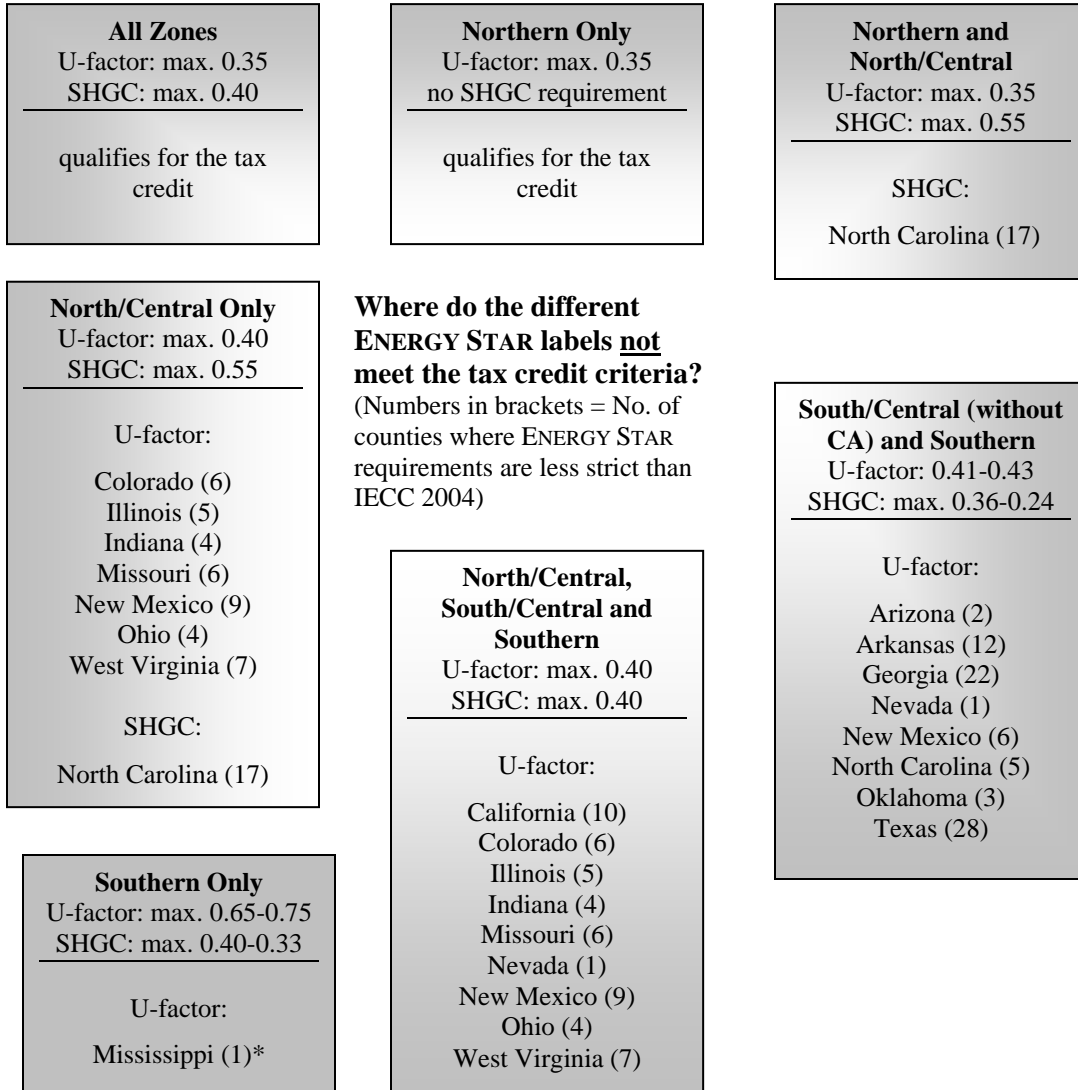 All Zones
U-factor: max. 0.35
SHGC: max. 0.40
qualifies for the tax
credit
Northern Only
U-factor: max. 0.35
no SHGC requirement
qualifies for the tax
credit
Northern and
North/Central
U-factor: max. 0.35
SHGC: max. 0.55
SHGC:
North Carolina (17)
North/Central Only
U-factor: max. 0.40
SHGC: max. 0.55
U-factor:
Colorado (6)
Illinois (5)
Indiana (4)
Missouri (6)
New Mexico (9)
Ohio (4)
West Virginia (7)
SHGC:
North Carolina (17)
Where do the different
ENERGY STAR labels not
meet the tax credit criteria?
(Numbers in brackets = No. of
counties where ENERGY STAR
requirements are less strict than
IECC 2004)
South/Central (without
CA) and Southern
U-factor: 0.41-0.43
SHGC: max. 0.36-0.24
U-factor:
Arizona (2)
Arkansas (12)
Georgia (22)
Nevada (1)
New Mexico (6)
North Carolina (5)
Oklahoma (3)
Texas (28)
North/Central,
South/Central and
Southern
U-factor: max. 0.40
SHGC: max. 0.40
U-factor:
California (10)
Colorado (6)
Illinois (5)
Indiana (4)
Missouri (6)
Nevada (1)
New Mexico (9)
Ohio (4)
West Virginia (7)
Southern Only
U-factor: max. 0.65-0.75
SHGC: max. 0.40-0.33
U-factor:
Mississippi (1)*